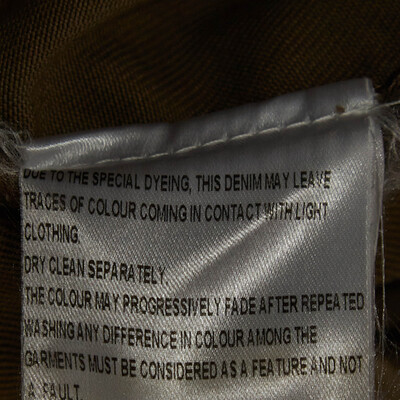 DUE TO THE SPECIAL DYEING, THIS DENIM MAY LEAVE
TRACES OF COLOUR COMING IN CONTACT WITH LIGHT
CLOTHING.
DRY CLEAN SEPARATELY.
THE COLOUR MAY PROGRESSIVELY FADE AFTER REPEATED
WASHING ANY DIFFERENCE IN COLOUR AMONG THE
GARMENTS MUST BE CONSIDERED AS A FEATURE AND NOT
A FAULT.